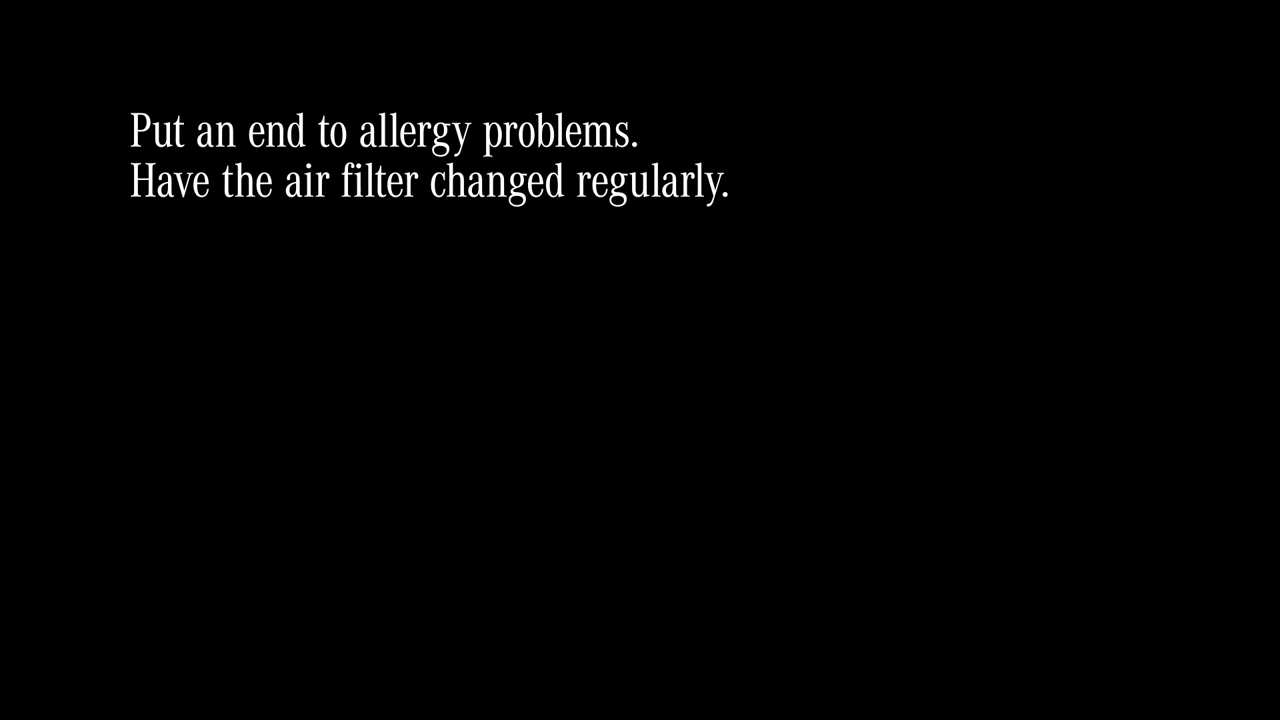 Put an end to allergy problems.
Have the air filter changed regularly.